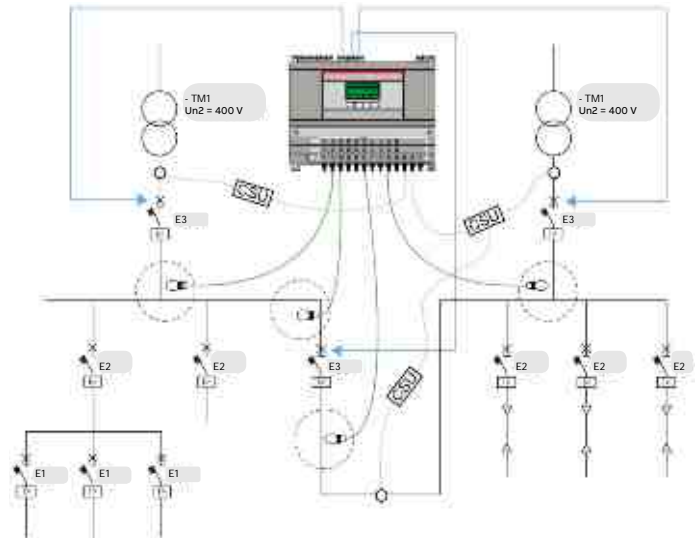 - TM1
Un2 = 400 V
- TM1
Un2 = 400 V
CSU
CSU
E3
E3
E2
E2
E3
E2
E2
E2
CSU
E1
E1
E1